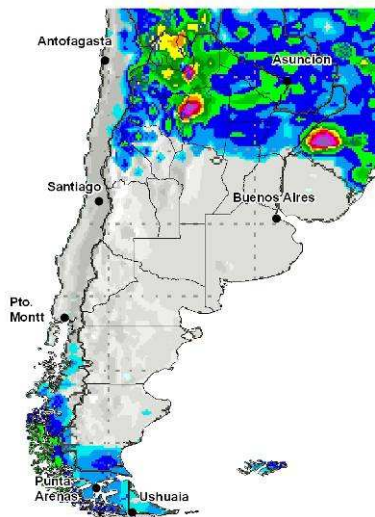 Antofagasta
Asuncion
Santiago
Buenos Aires
Pto.
Montt
Punta
Arenas
Ushuaia